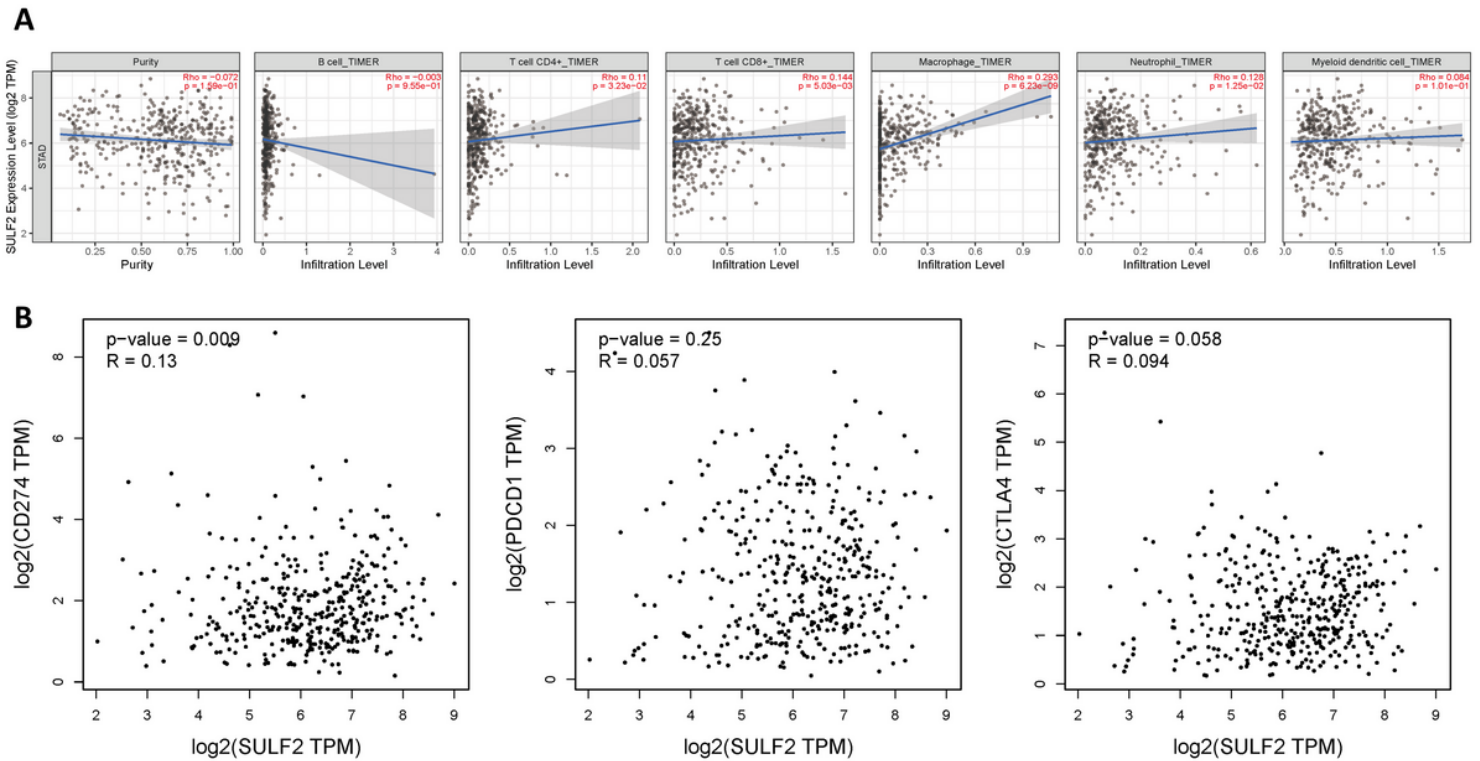 A
Purity
B cell_TIMER
T cell CD4+_TIMER
T cell CD8+_TIMER
Macrophage_TIMER
Neutrophil_TIMER
Myeloid dendritic cell_TIMER
Rho = −0.072
p = 1.59e−01
Rho = −0.003
p = 9.55e−01
Rho = 0.11
p = 3.23e−02
Rho = 0.144
p = 5.03e−03
Rho = 0.293
p = 6.23e−09
Rho = 0.128
p = 1.25e−02
Rho = 0.084
p = 1.01e−01
SULF2 Expression Level (log2 TPM)
STAD
8
6
4
2
0.25 0.50 0.75 1.00
0 1 2 3 4
0.0 0.5 1.0 1.5 2.0
0.0 0.5 1.0 1.5
0.0 0.3 0.6 0.9
0.0 0.2 0.4 0.6
0.0 0.5 1.0 1.5
Purity
Infiltration Level
Infiltration Level
Infiltration Level
Infiltration Level
Infiltration Level
Infiltration Level
B
p−value = 0.009
R = 0.13
log2(CD274 TPM)
8
6
4
2
0
2 3 4 5 6 7 8 9
log2(SULF2 TPM)
p−value = 0.25
R = 0.057
log2(PDCD1 TPM)
4
3
2
1
0
2 3 4 5 6 7 8 9
log2(SULF2 TPM)
p−value = 0.058
R = 0.094
log2(CTLA4 TPM)
7
6
5
4
3
2
1
0
2 3 4 5 6 7 8 9
log2(SULF2 TPM)